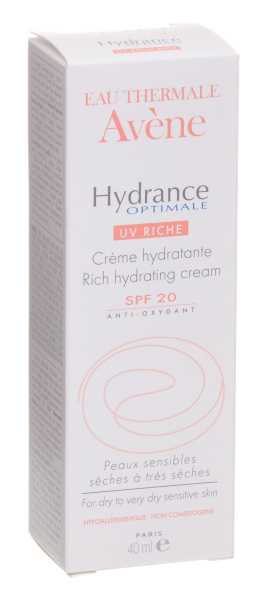 EAU THERMALE
Avène
Hydrance
OPTIMALE
UV RICHE
Crème hydratante
Rich hydrating cream
SPF 20
ANTI-OXYDANT
Peaux sensibles
sèches à très sèches
For dry to very dry sensitive skin
HYPOALLERGÉNIQUE - NON COMÉDOGÈNE
PARIS
40 ml e